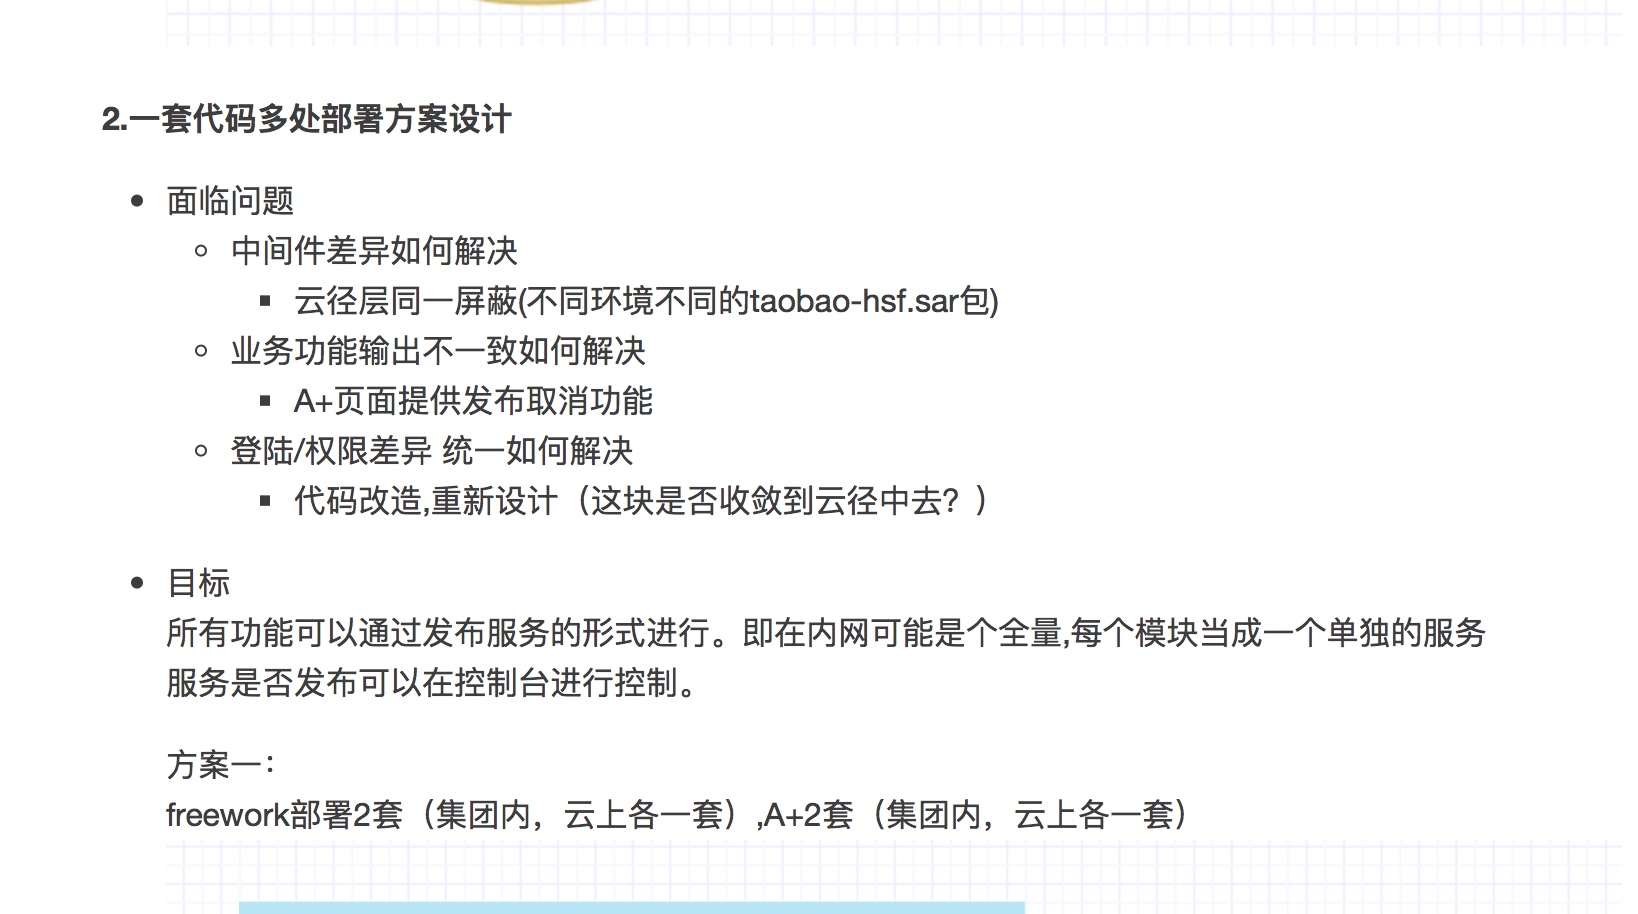 2.一套代码多处部署方案设计
面临问题
中间件差异如何解决
云径层同一屏蔽(不同环境不同的taobao-hsf.sar包)
业务功能输出不一致如何解决
A+页面提供发布取消功能
登陆/权限差异 统一如何解决
代码改造,重新设计（这块是否收敛到云径中去？）
目标
所有功能可以通过发布服务的形式进行。即在内网可能是个全量,每个模块当成一个单独的服务
服务是否发布可以在控制台进行控制。
方案一：
freework部署2套（集团内，云上各一套）,A+2套（集团内，云上各一套）